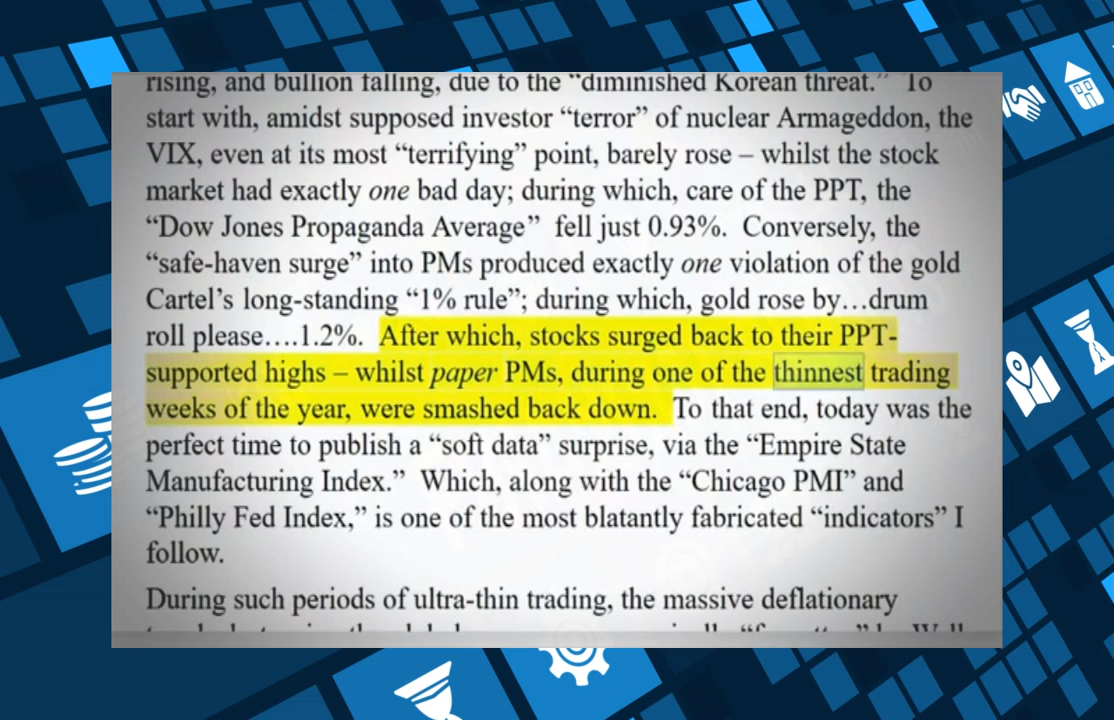 rising, and bullion falling, due to the “diminished Korean threat.”  To
start with, amidst supposed investor “terror” of nuclear Armageddon, the
VIX, even at its most “terrifying” point, barely rose – whilst the stock
market had exactly one bad day; during which, care of the PPT, the
“Dow Jones Propaganda Average”  fell just 0.93%.  Conversely, the
“safe-haven surge” into PMs produced exactly one violation of the gold
Cartel’s long-standing “1% rule”; during which, gold rose by…drum
roll please….1.2%.  After which, stocks surged back to their PPT-
supported highs – whilst paper PMs, during one of the thinnest trading
weeks of the year, were smashed back down.  To that end, today was the
perfect time to publish a “soft data” surprise, via the “Empire State
Manufacturing Index.”  Which, along with the “Chicago PMI” and
“Philly Fed Index,” is one of the most blatantly fabricated “indicators” I
follow.
During such periods of ultra-thin trading, the massive deflationary